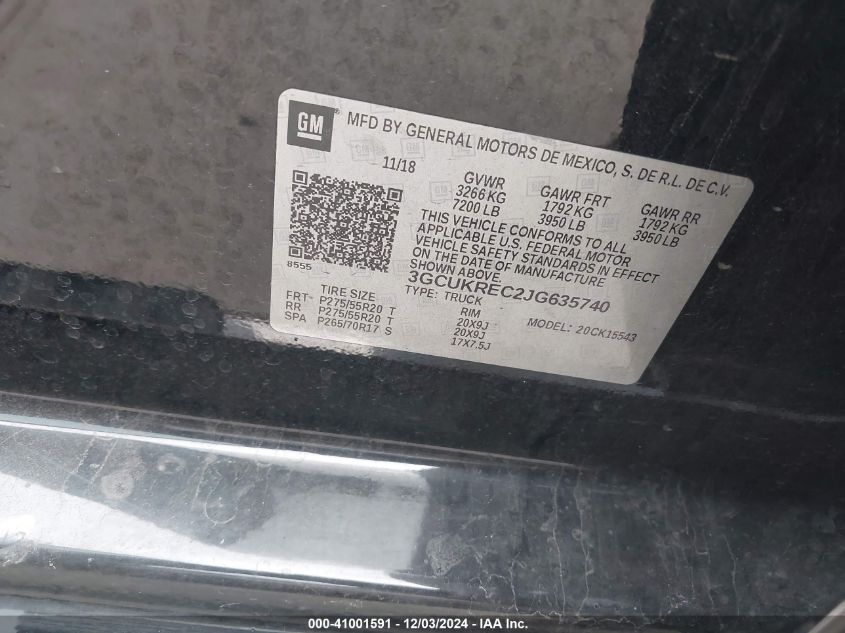 GM
MFD BY GENERAL MOTORS DE MEXICO, S. DE R.L. DE C.V.
11/18
GVWR GAWR FRT GAWR RR
3266 KG 1792 KG 1792 KG
7200 LB 3950 LB 3950 LB
THIS VEHICLE CONFORMS TO ALL
APPLICABLE U.S. FEDERAL MOTOR
VEHICLE SAFETY STANDARDS IN EFFECT
ON THE DATE OF MANUFACTURE
SHOWN ABOVE.
8555
3GCUKREC2JG635740
TYPE: TRUCK
MODEL: 20CK15543
TIRE SIZE RIM
FRT P275/55R20 T 20X9J
RR P275/55R20 T 20X9J
SPA P265/70R17 S 17X7.5J
000-41001591 - 12/03/2024 - IAA Inc.